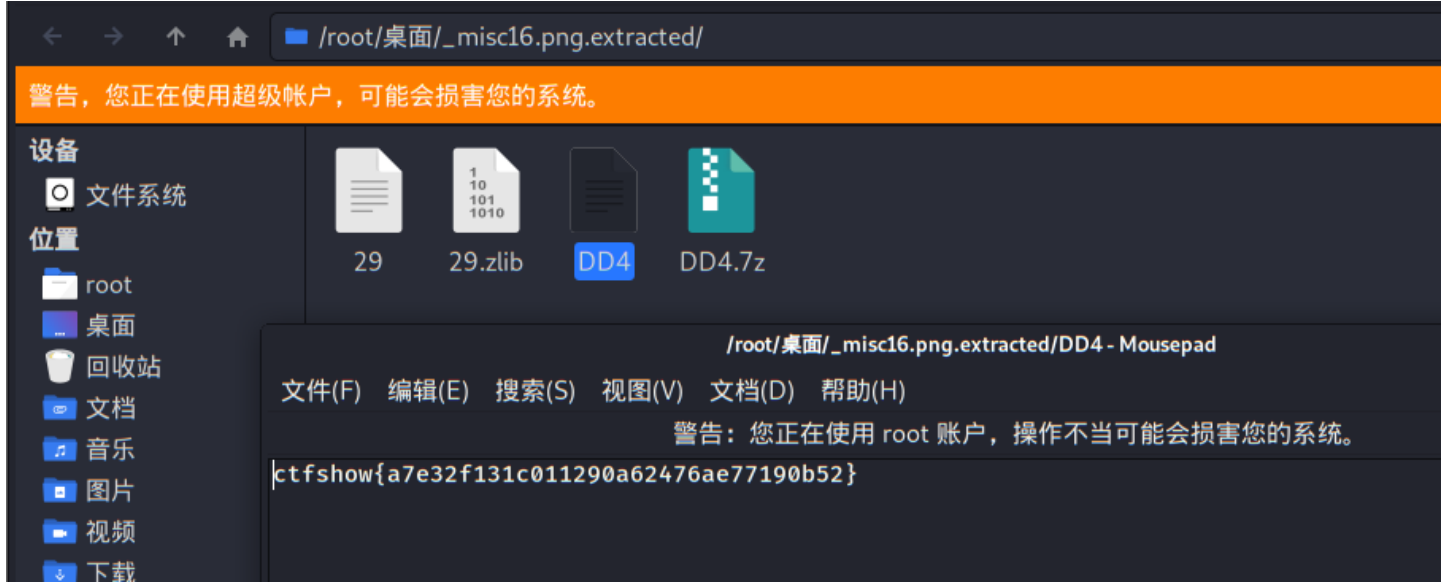 /root/桌面/_misc16.png.extracted/
警告，您正在使用超级帐户，可能会损害您的系统。
设备
文件系统
位置
root
桌面
回收站
文档
音乐
图片
视频
下载
1
10
101
1010
29
29.zlib
DD4
DD4.7z
/root/桌面/_misc16.png.extracted/DD4 - Mousepad
文件(F) 编辑(E) 搜索(S) 视图(V) 文档(D) 帮助(H)
警告：您正在使用 root 账户，操作不当可能会损害您的系统。
ctfshow{a7e32f131c011290a62476ae77190b52}